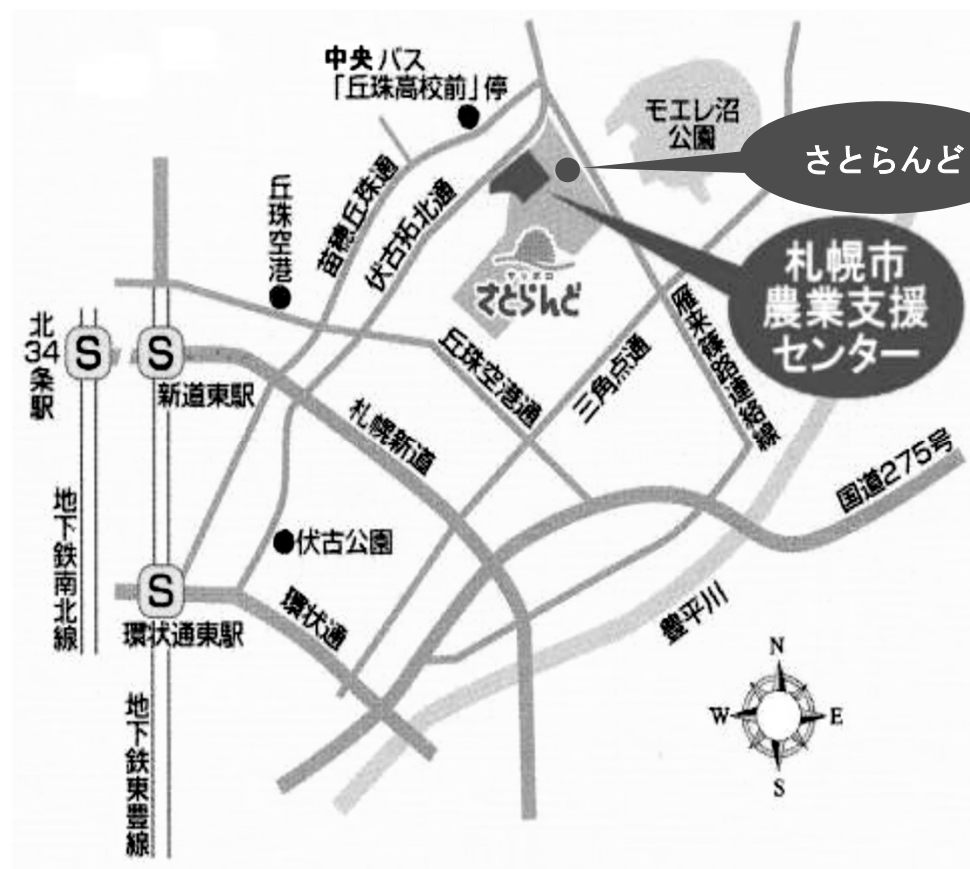 中央バス
「丘珠高校前」停
モエレ沼
公園
さとらんど
丘珠空港
苗穂丘珠通
伏古拓北通
サッポロ
さとらんど
札幌市
農業支援
センター
雁来篠路連絡線
北
34
条
駅
S
S
新道東駅
丘珠空港通
三角点通
札幌新道
国道275号
地下鉄南北線
伏古公園
S
環状通東駅
環状通
豊平川
地下鉄東豊線
N
W
E
S